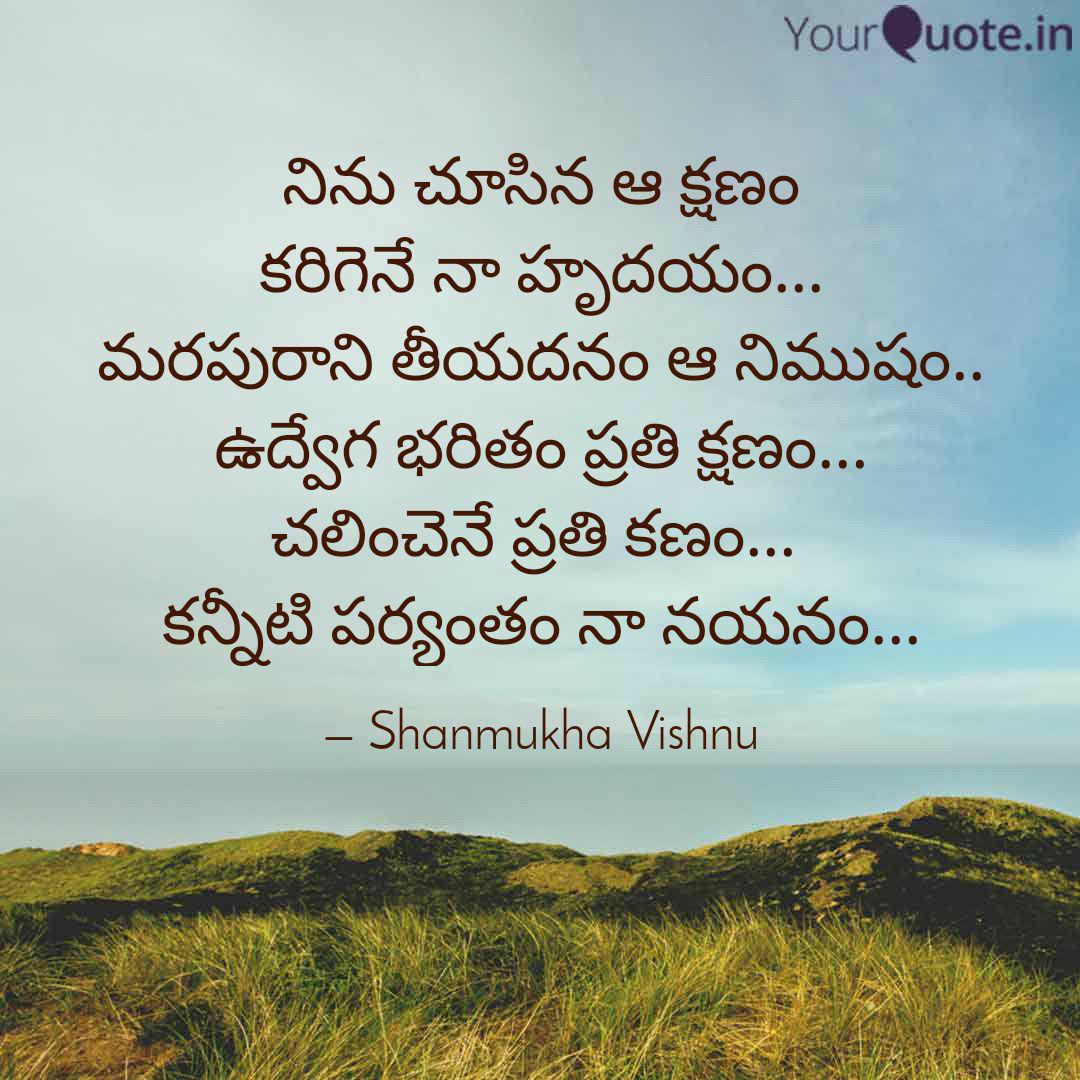 YourQuote.in
నిను చూసిన ఆ క్షణం
కరిగెనే నా హృదయం...
మరపురాని తీయదనం ఆ నిముషం..
ఉద్వేగ భరితం ప్రతి క్షణం...
చలించెనే ప్రతి కణం...
కన్నీటి పర్యంతం నా నయనం...
– Shanmukha Vishnu